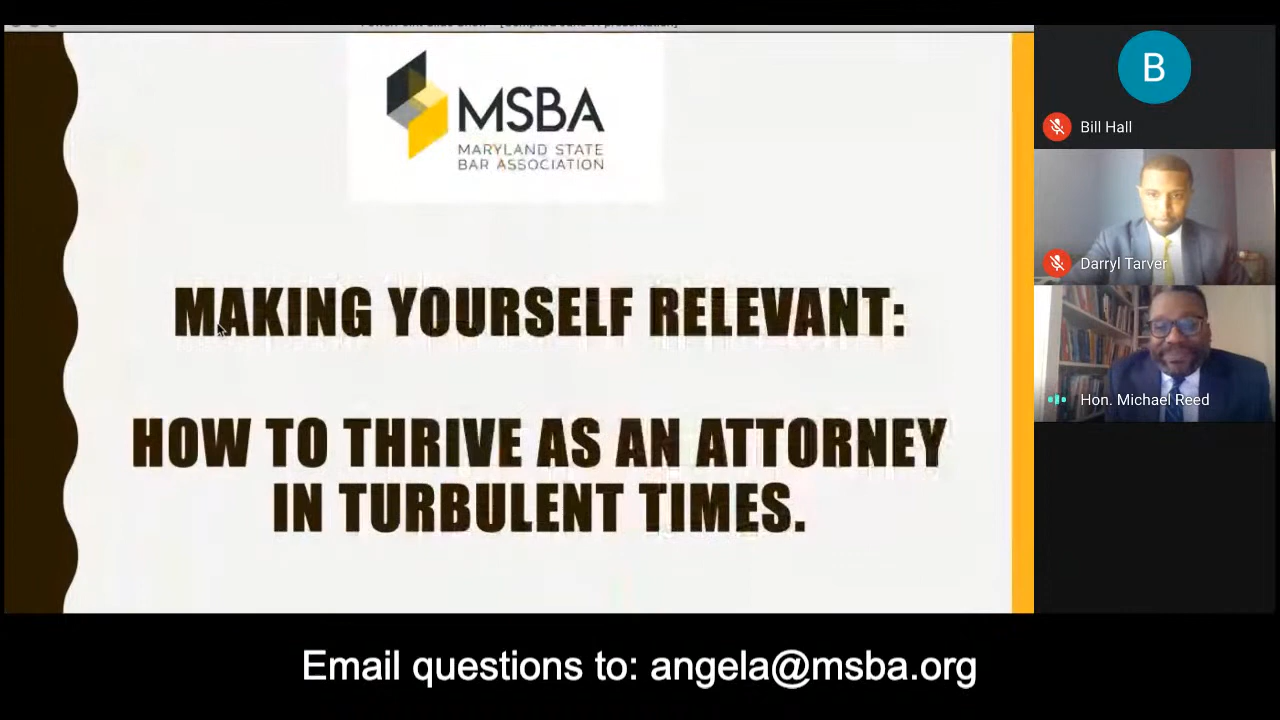 MSBA
MARYLAND STATE
BAR ASSOCIATION
MAKING YOURSELF RELEVANT:
HOW TO THRIVE AS AN ATTORNEY
IN TURBULENT TIMES.
B
Bill Hall
Darryl Tarver
Hon. Michael Reed
Email questions to: angela@msba.org